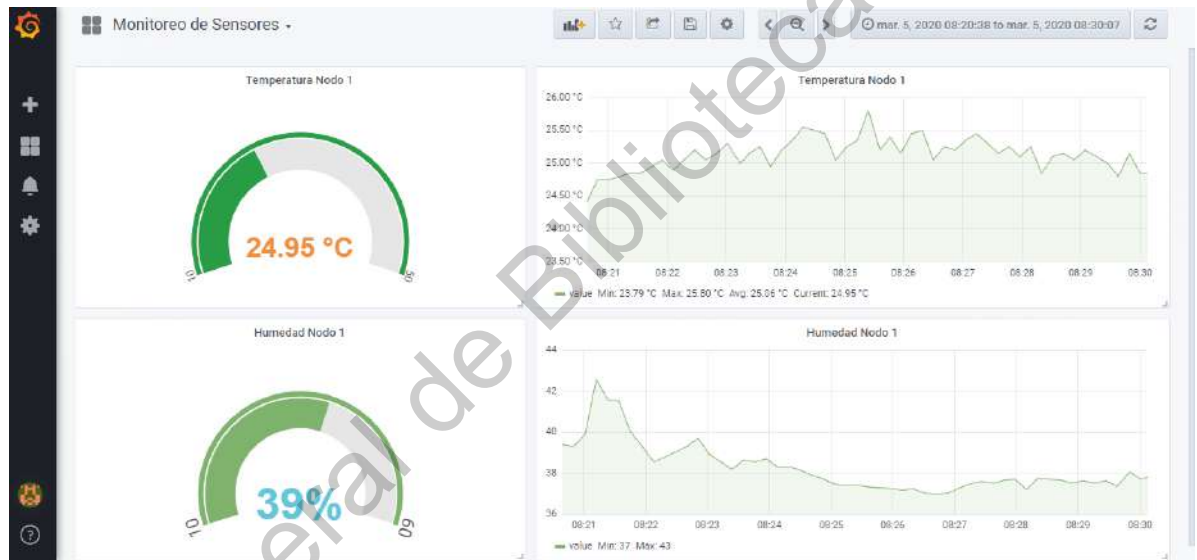 Monitoreo de Sensores
mar. 5, 2020 08:20:38 to mar. 5, 2020 08:30:07
Temperatura Nodo 1
24.95 °C
10
50
Temperatura Nodo 1
26.00 °C
25.50 °C
25.00 °C
24.50 °C
24.00 °C
23.50 °C
08:21 08:22 08:23 08:24 08:25 08:26 08:27 08:28 08:29 08:30
value Min: 23.79 °C Max: 25.80 °C Avg: 25.06 °C Current: 24.95 °C
Humedad Nodo 1
39%
10
60
Humedad Nodo 1
44
42
40
38
36
08:21 08:22 08:23 08:24 08:25 08:26 08:27 08:28 08:29 08:30
value Min: 37 Max: 43
eral de Biblioteca